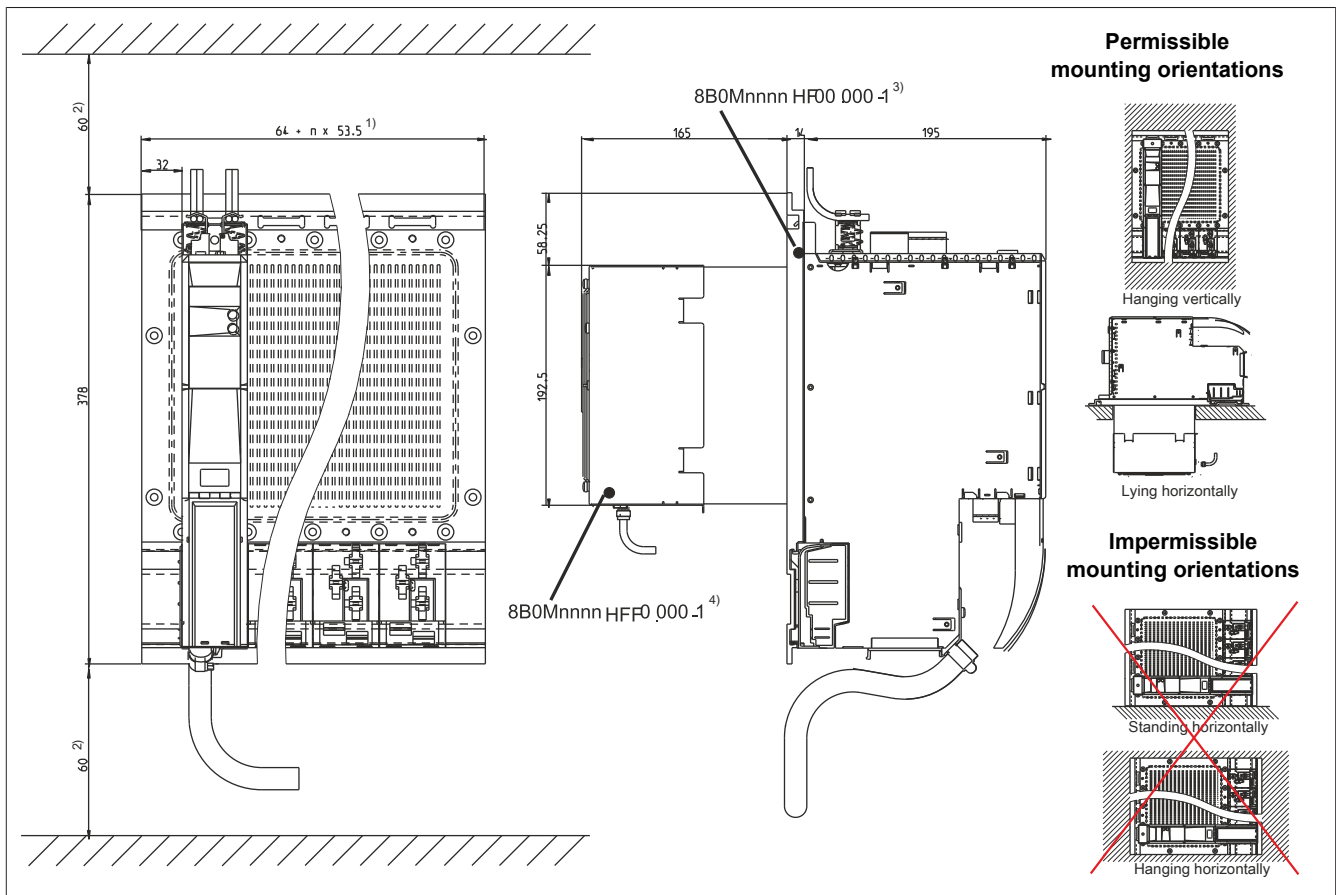 Permissible
mounting orientations
60 2)
64 + n x 53.5 1)
32
378
60 2)
8B0Mnnnn HF00.000-1 3)
165
14
195
58.25
192.5
8B0Mnnnn HFF0.000-1 4)
Hanging vertically
Lying horizontally
Impermissible
mounting orientations
Standing horizontally
Hanging horizontally